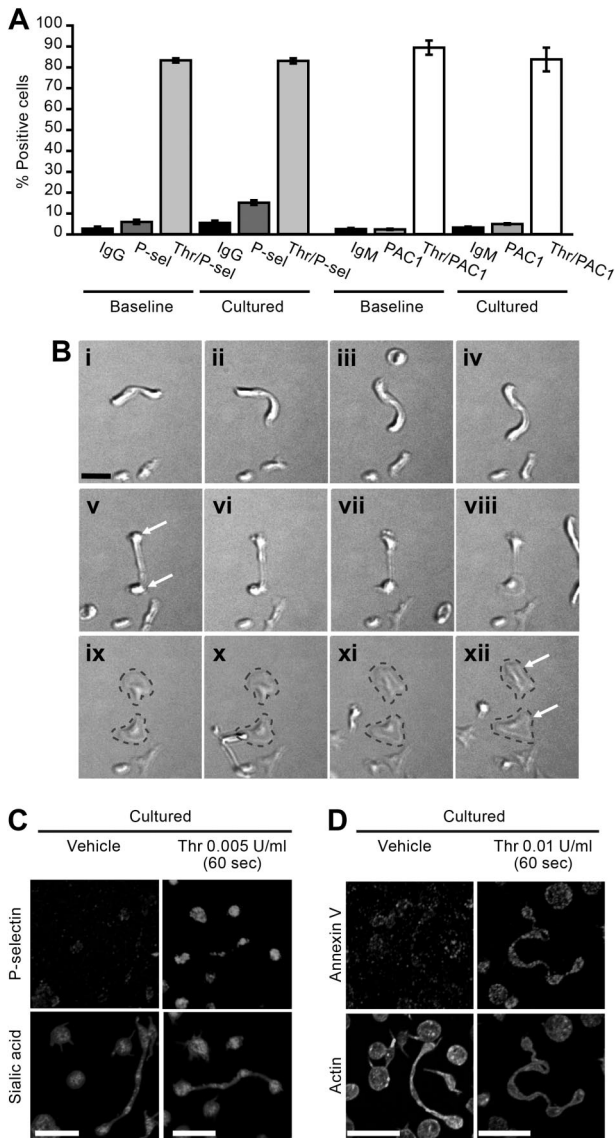 A
100
90
80
70
60
50
40
30
20
10
0
% Positive cells
IgG P-sel Thr/P-sel IgG P-sel Thr/P-sel IgM PAC1 Thr/PAC1 IgM PAC1 Thr/PAC1
Baseline Cultured Baseline Cultured
B
i ii iii iv
v vi vii viii
ix x xi xii
C D
Cultured Cultured
Vehicle Thr 0.005 U/ml (60 sec) Vehicle Thr 0.01 U/ml (60 sec)
P-selectin Annexin V
Sialic acid Actin